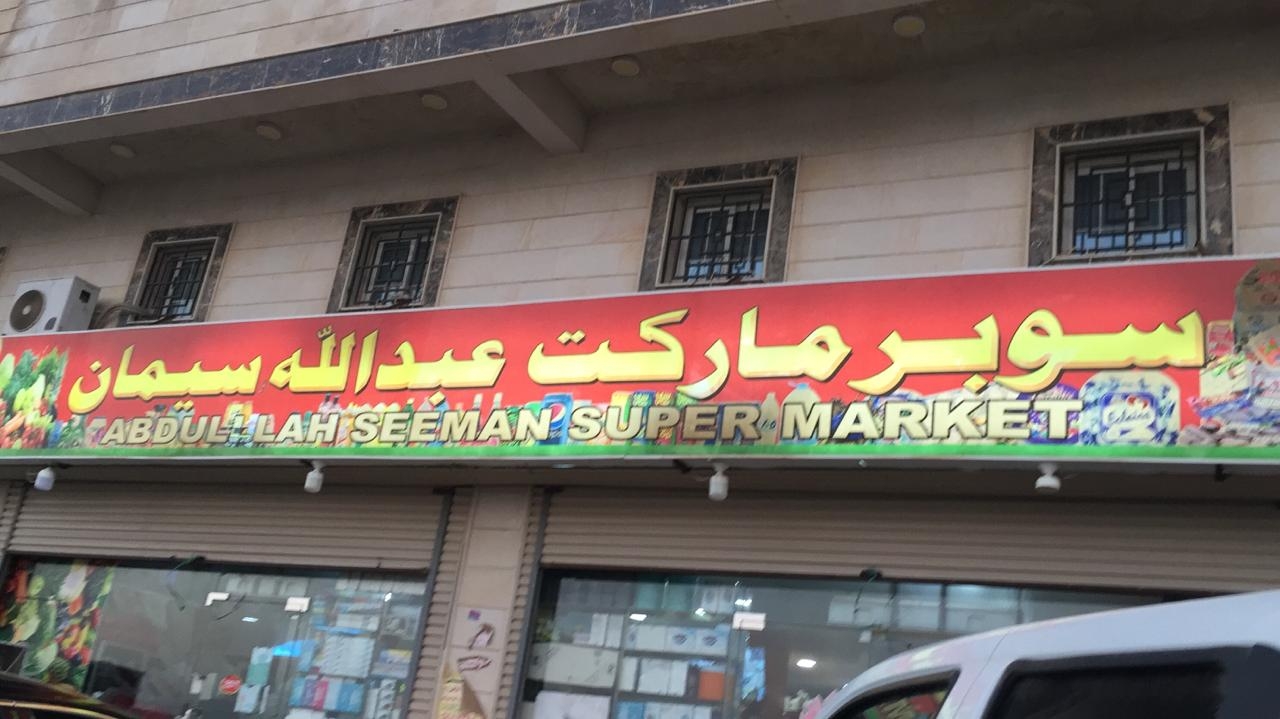 سوبر ماركت عبدالله سيمان
ABDUL LAH SEEMAN SUPER MARKET